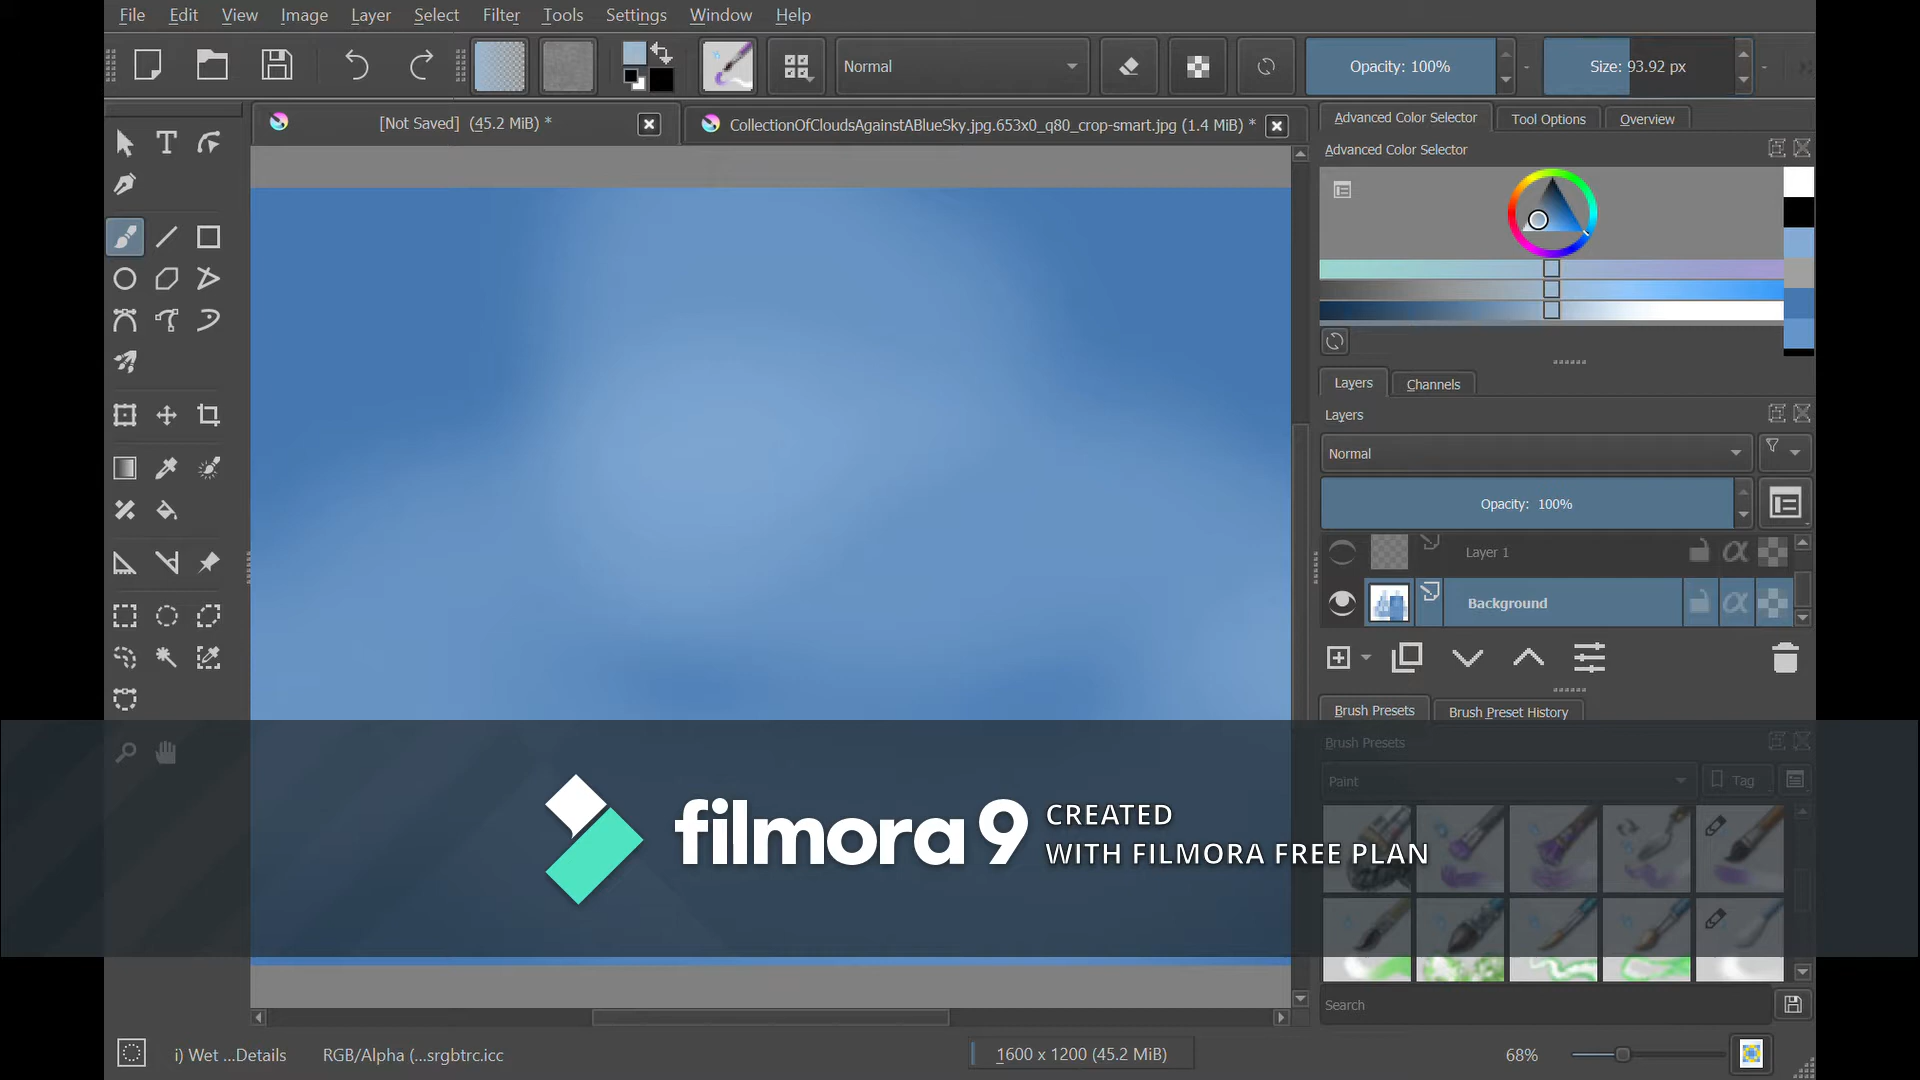 File Edit View Image Layer Select Filter Tools Settings Window Help
Normal
Opacity: 100%
Size: 93.92 px
[Not Saved] (45.2 MiB) *
CollectionOfCloudsAgainstABlueSky.jpg.653x0_q80_crop-smart.jpg (1.4 MiB) *
Advanced Color Selector Tool Options Overview
Advanced Color Selector
Layers Channels
Layers
Normal
Opacity: 100%
Layer 1
Background
Brush Presets Brush Preset History
Brush Presets
Paint
Tag
filmora 9 CREATED
WITH FILMORA FREE PLAN
Search
i) Wet ...Details
RGB/Alpha (...srgbtrc.icc
1600 x 1200 (45.2 MiB)
68%